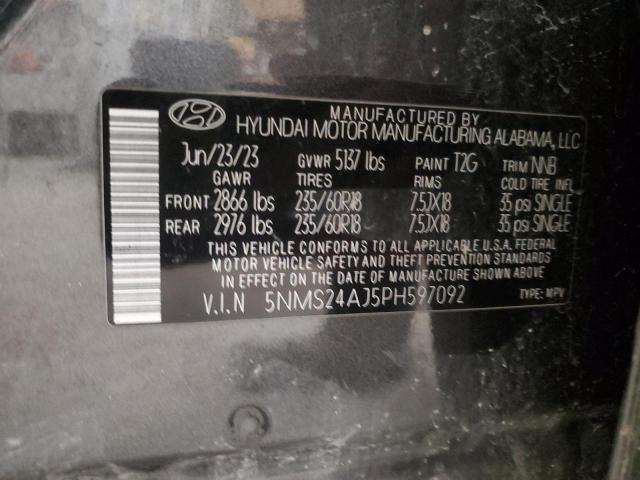 MANUFACTURED BY
HYUNDAI MOTOR MANUFACTURING ALABAMA, LLC
Jun/23/23 GVWR 5137 lbs PAINT T2G TRIM NNB
GAWR TIRES RIMS COLD TIRE INFL
FRONT 2866 lbs 235/60R18 7.5JX18 35 psi SINGLE
REAR 2976 lbs 235/60R18 7.5JX18 35 psi SINGLE
THIS VEHICLE CONFORMS TO ALL APPLICABLE U.S.A. FEDERAL
MOTOR VEHICLE SAFETY AND THEFT PREVENTION STANDARDS
IN EFFECT ON THE DATE OF MANUFACTURE SHOWN ABOVE
V.I.N 5NMS24AJ5PH597092 TYPE: MPV